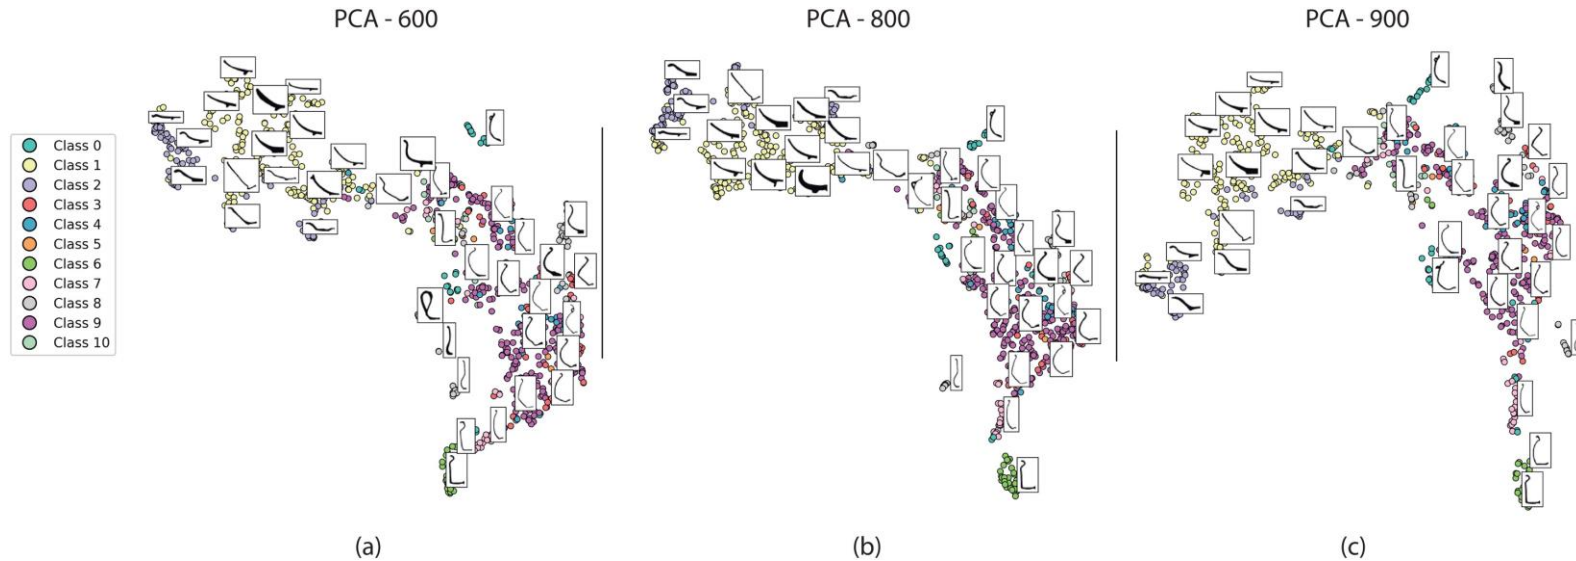 PCA - 600
PCA - 800
PCA - 900
Class 0
Class 1
Class 2
Class 3
Class 4
Class 5
Class 6
Class 7
Class 8
Class 9
Class 10
(a)
(b)
(c)